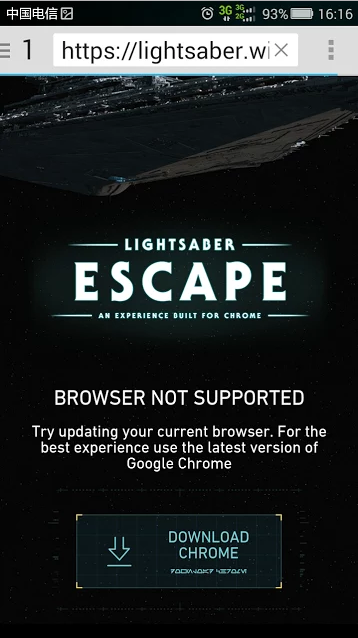 中国电信 3G 3G 2G 93% 16:16
1 https://lightsaber.wi
LIGHTSABER
ESCAPE
AN EXPERIENCE BUILT FOR CHROME
BROWSER NOT SUPPORTED
Try updating your current browser. For the
best experience use the latest version of
Google Chrome
DOWNLOAD
CHROME